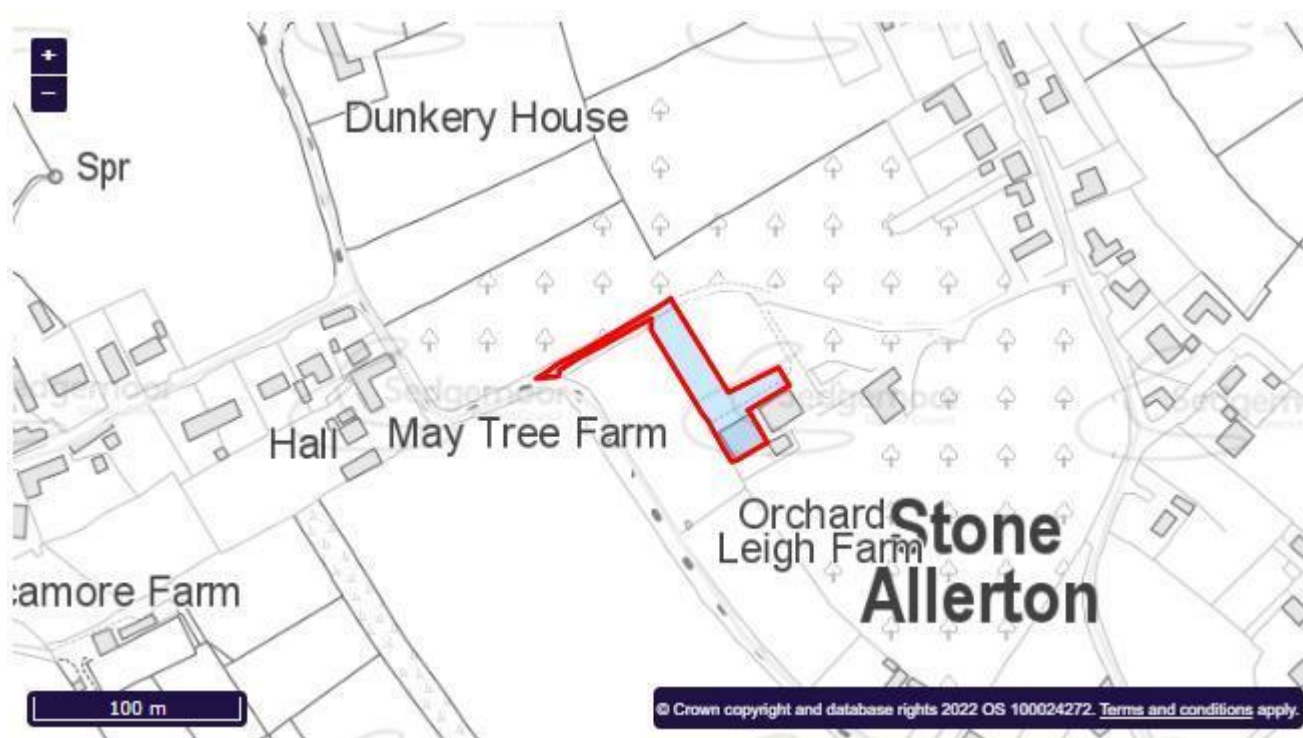 +
−
Dunkery House
Spr
Sedgemoor
Hall
May Tree Farm
Orchard
Leigh Farm
Stone
Allerton
camore Farm
100 m
© Crown copyright and database rights 2022 OS 100024272. Terms and conditions apply.